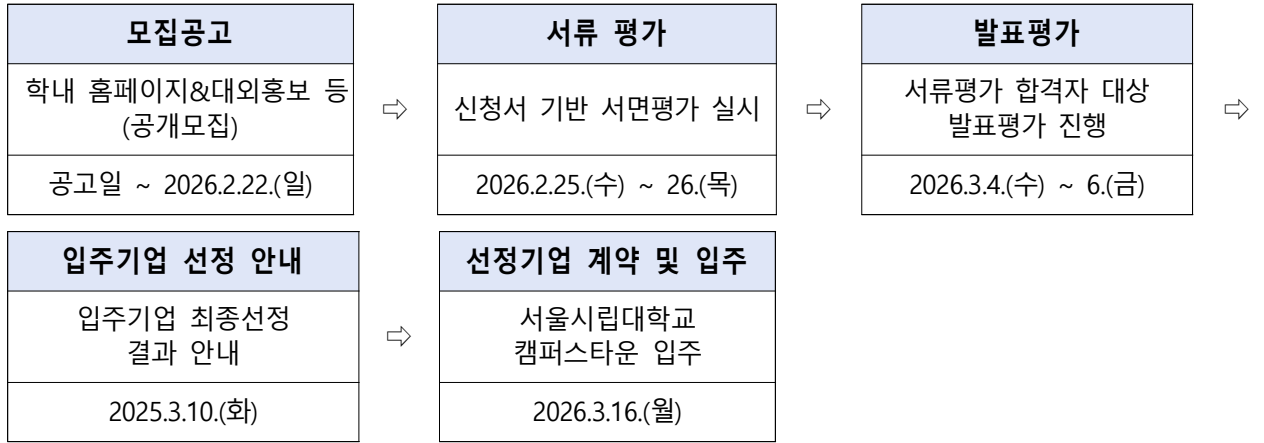 모집공고
학내 홈페이지&대외홍보 등
(공개모집)
공고일 ~ 2026.2.22.(일)
⇨
서류 평가
신청서 기반 서면평가 실시
2026.2.25.(수) ~ 26.(목)
⇨
발표평가
서류평가 합격자 대상
발표평가 진행
2026.3.4.(수) ~ 6.(금)
⇨
입주기업 선정 안내
입주기업 최종선정
결과 안내
2025.3.10.(화)
⇨
선정기업 계약 및 입주
서울시립대학교
캠퍼스타운 입주
2026.3.16.(월)